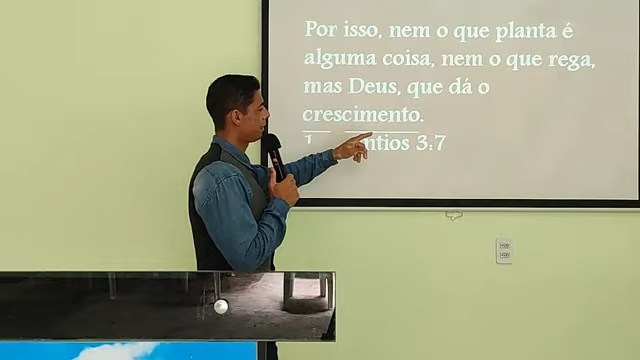 Por isso, nem o que planta é
alguma coisa, nem o que rega,
mas Deus, que dá o
crescimento.
1 ntios 3:7